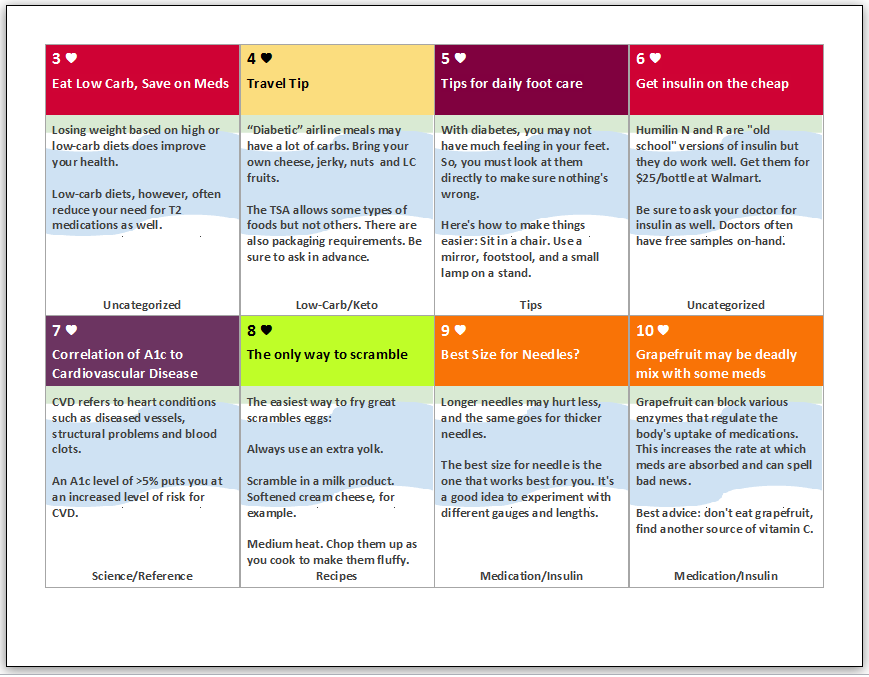 3 ♥
Eat Low Carb, Save on Meds
Losing weight based on high or
low-carb diets does improve
your health.
Low-carb diets, however, often
reduce your need for T2
medications as well.
Uncategorized
4 ♥
Travel Tip
“Diabetic” airline meals may
have a lot of carbs. Bring your
own cheese, jerky, nuts and LC
fruits.
The TSA allows some types of
foods but not others. There are
also packaging requirements. Be
sure to ask in advance.
Low-Carb/Keto
5 ♥
Tips for daily foot care
With diabetes, you may not
have much feeling in your feet.
So, you must look at them
directly to make sure nothing's
wrong.
Here's how to make things
easier: Sit in a chair. Use a
mirror, footstool, and a small
lamp on a stand.
Tips
6 ♥
Get insulin on the cheap
Humilin N and R are "old
school" versions of insulin but
they do work well. Get them for
$25/bottle at Walmart.
Be sure to ask your doctor for
insulin as well. Doctors often
have free samples on-hand.
Uncategorized
7 ♥
Correlation of A1c to
Cardiovascular Disease
CVD refers to heart conditions
such as diseased vessels,
structural problems and blood
clots.
An A1c level of >5% puts you at
an increased level of risk for
CVD.
Science/Reference
8 ♥
The only way to scramble
The easiest way to fry great
scrambles eggs:
Always use an extra yolk.
Scramble in a milk product.
Softened cream cheese, for
example.
Medium heat. Chop them up as
you cook to make them fluffy.
Recipes
9 ♥
Best Size for Needles?
Longer needles may hurt less,
and the same goes for thicker
needles.
The best size for needle is the
one that works best for you. It's
a good idea to experiment with
different gauges and lengths.
Medication/Insulin
10 ♥
Grapefruit may be deadly
mix with some meds
Grapefruit can block various
enzymes that regulate the
body's uptake of medications.
This increases the rate at which
meds are absorbed and can spell
bad news.
Best advice: don't eat grapefruit,
find another source of vitamin C.
Medication/Insulin